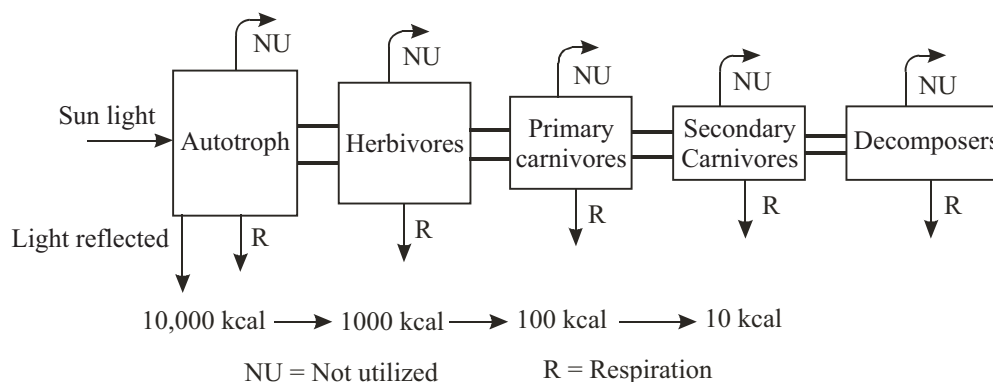 NU
NU
NU
NU
NU
Sun light
Autotroph
Herbivores
Primary
carnivores
Secondary
Carnivores
Decomposers
Light reflected
R
R
R
R
R
10,000 kcal
1000 kcal
100 kcal
10 kcal
NU = Not utilized
R = Respiration